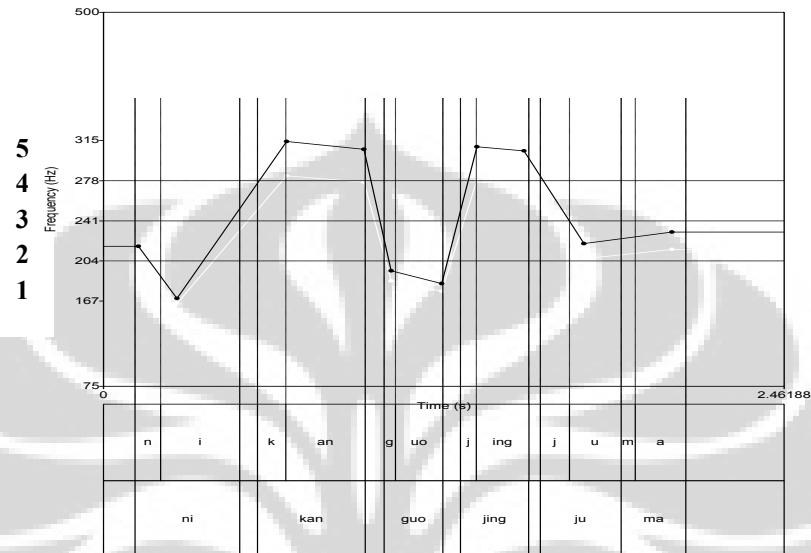 500
5 315
4 278
3 241
2 204
1 167
75
Frequency (Hz)
0 Time (s) 2.46188
n i k an g uo j ing j u m a
ni kan guo jing ju ma